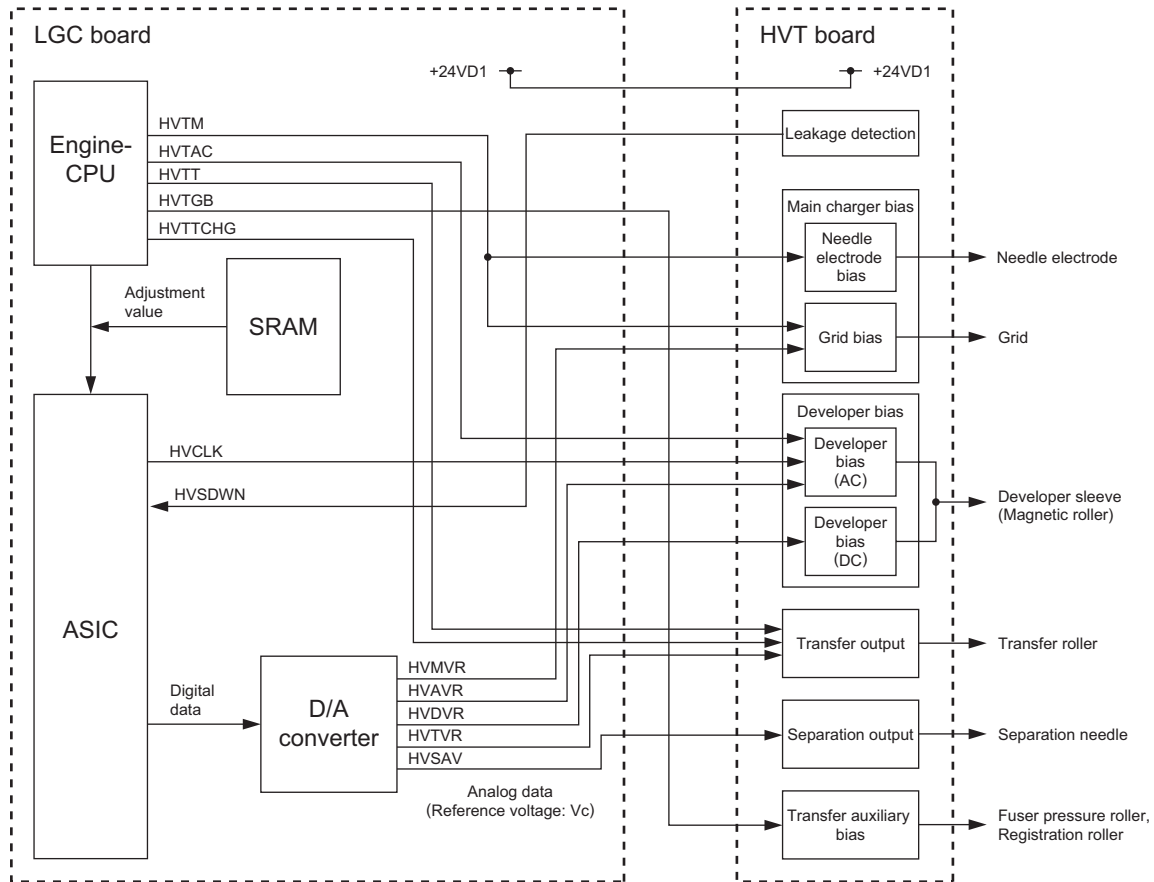 LGC board
HVT board
+24VD1
+24VD1
Engine-
CPU
HVTM
HVTAC
HVTT
HVTGB
HVTTCHG
Leakage detection
Main charger bias
Needle
electrode
bias
Needle electrode
Adjustment
value
SRAM
Grid bias
Grid
ASIC
HVCLK
HVSDWN
Developer bias
Developer
bias
(AC)
Developer
bias
(DC)
Developer sleeve
(Magnetic roller)
Digital
data
D/A
converter
HVMVR
HVAVR
HVDVR
HVTVR
HVSAV
Analog data
(Reference voltage: Vc)
Transfer output
Transfer roller
Separation output
Separation needle
Transfer auxiliary
bias
Fuser pressure roller,
Registration roller